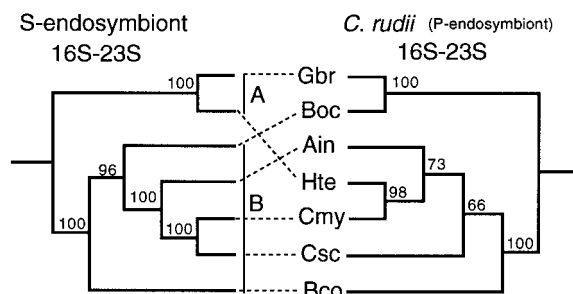 S-endosymbiont
16S-23S
C. rudii (P-endosymbiont)
16S-23S
100
A
Gbr
100
Boc
96
Ain
73
100
Hte
98
B
Cmy
66
100
100
Csc
100
Bco